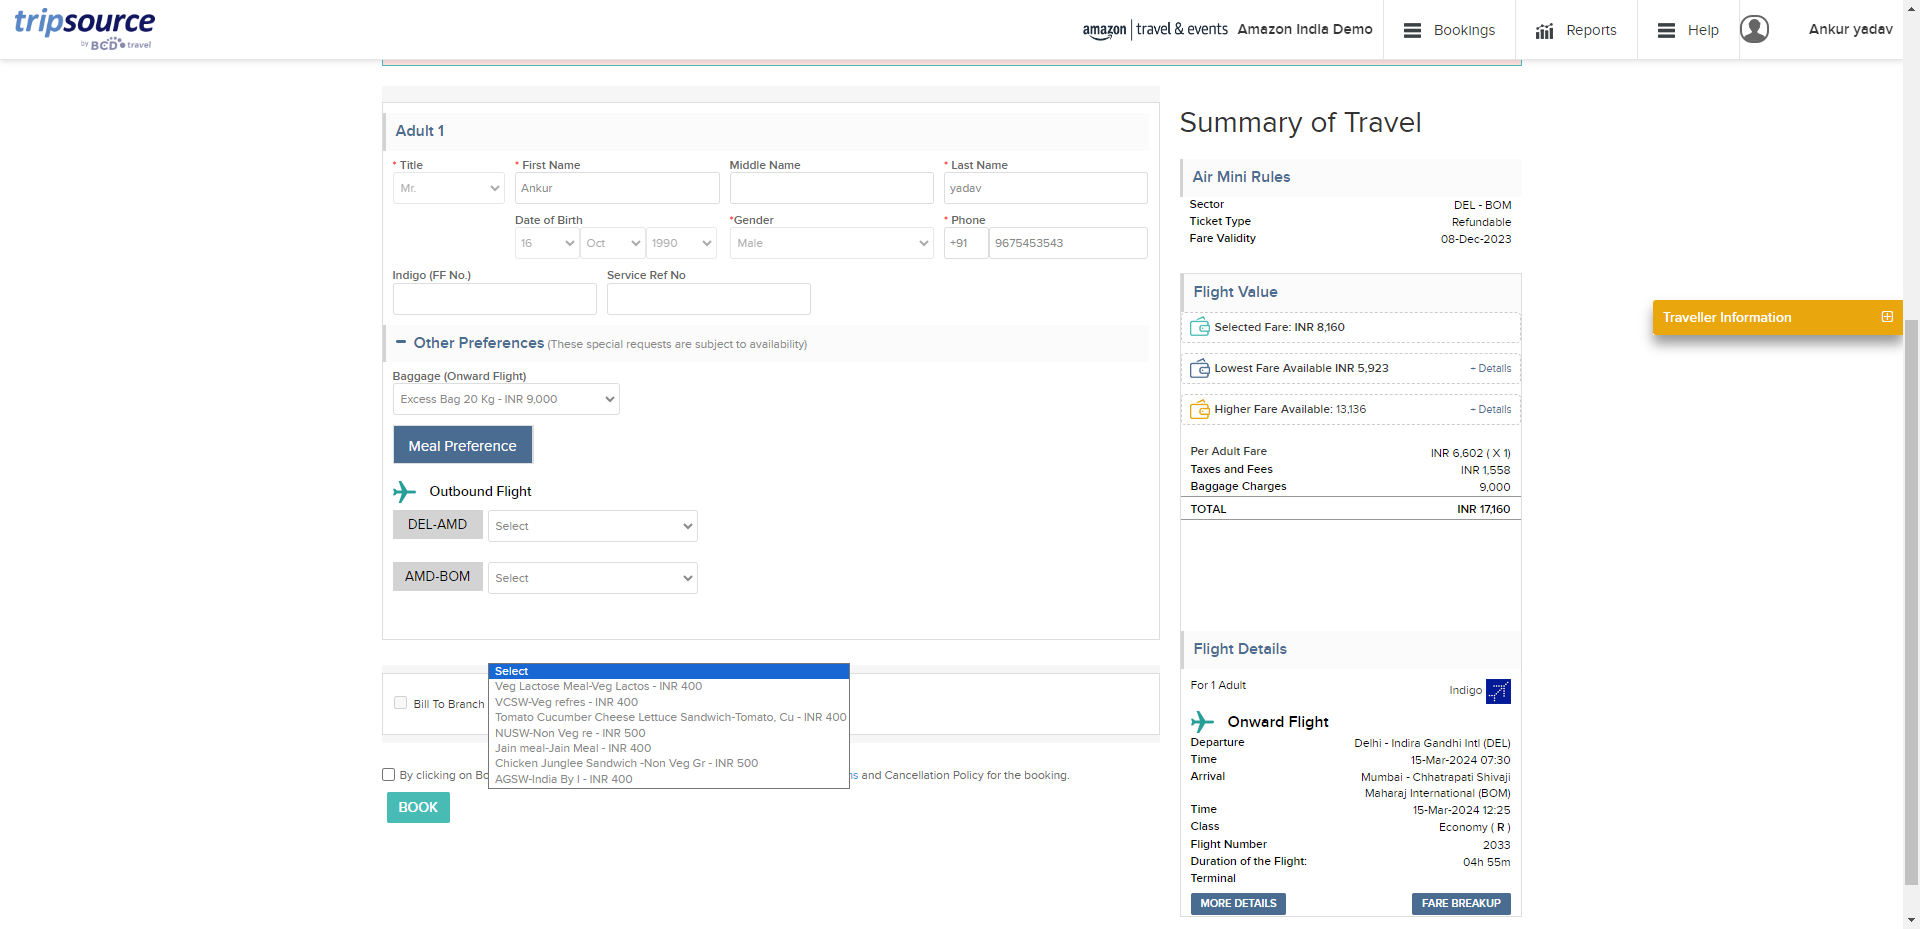 tripsource
by BCD travel
amazon | travel & events Amazon India Demo
Bookings
Reports
Help
Ankur yadav
Adult 1
* Title
* First Name
Middle Name
* Last Name
Mr.
Ankur
yadav
Date of Birth
*Gender
* Phone
16
Oct
1990
Male
+91
9675453543
Indigo (FF No.)
Service Ref No
Other Preferences (These special requests are subject to availability)
Baggage (Onward Flight)
Excess Bag 20 Kg - INR 9,000
Meal Preference
Outbound Flight
DEL-AMD
Select
AMD-BOM
Select
Bill To Branch
Select
Veg Lactose Meal-Veg Lactos - INR 400
VCSW-Veg refres - INR 400
Tomato Cucumber Cheese Lettuce Sandwich-Tomato, Cu - INR 400
NUSW-Non Veg re - INR 500
Jain meal-Jain Meal - INR 400
Chicken Junglee Sandwich -Non Veg Gr - INR 500
AGSW-India By I - INR 400
By clicking on Bo
and Cancellation Policy for the booking.
BOOK
Summary of Travel
Air Mini Rules
Sector DEL - BOM
Ticket Type Refundable
Fare Validity 08-Dec-2023
Flight Value
Selected Fare: INR 8,160
Lowest Fare Available INR 5,923 + Details
Higher Fare Available: 13,136 + Details
Per Adult Fare INR 6,602 ( X 1)
Taxes and Fees INR 1,558
Baggage Charges 9,000
TOTAL INR 17,160
Flight Details
For 1 Adult Indigo
Onward Flight
Departure Delhi - Indira Gandhi Intl (DEL)
Time 15-Mar-2024 07:30
Arrival Mumbai - Chhatrapati Shivaji
Maharaj International (BOM)
Time 15-Mar-2024 12:25
Class Economy ( R )
Flight Number 2033
Duration of the Flight: 04h 55m
Terminal
MORE DETAILS
FARE BREAKUP
Traveller Information